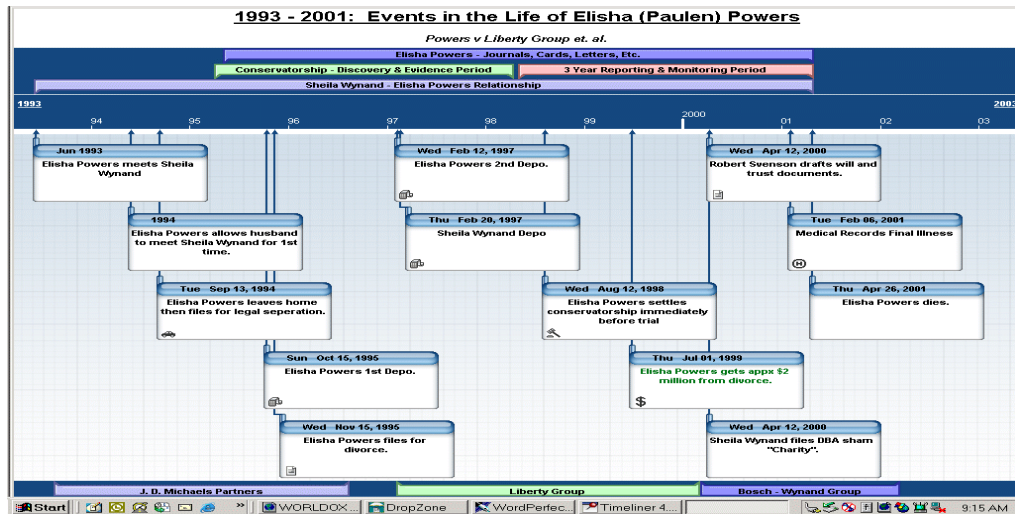 1993 - 2001: Events in the Life of Elisha (Paulen) Powers
Powers v Liberty Group et. al.
Elisha Powers - Journals, Cards, Letters, Etc.
Conservatorship - Discovery & Evidence Period
3 Year Reporting & Monitoring Period
Sheila Wynand - Elisha Powers Relationship
1993
2003
94
95
96
97
98
99
2000
01
02
03
Jun 1993
Elisha Powers meets Sheila
Wynand
Wed Feb 12, 1997
Elisha Powers 2nd Depo.
Wed Apr 12, 2000
Robert Svenson drafts will and
trust documents.
1994
Elisha Powers allows husband
to meet Sheila Wynand for 1st
time.
Thu Feb 20, 1997
Sheila Wynand Depo
Tue Feb 06, 2001
Medical Records Final Illness
H
Tue Sep 13, 1994
Elisha Powers leaves home
then files for legal seperation.
Wed Aug 12, 1998
Elisha Powers settles
conservatorship immediately
before trial
Thu Apr 26, 2001
Elisha Powers dies.
Sun Oct 15, 1995
Elisha Powers 1st Depo.
Thu Jul 01, 1999
Elisha Powers gets appx $2
million from divorce.
$
Wed Nov 15, 1995
Elisha Powers files for
divorce.
Wed Apr 12, 2000
Sheila Wynand files DBA sham
"Charity".
J. D. Michaels Partners
Liberty Group
Bosch - Wynand Group
Start
»
WORLDOX...
DropZone
WordPerfec...
Timeliner 4....
9:15 AM